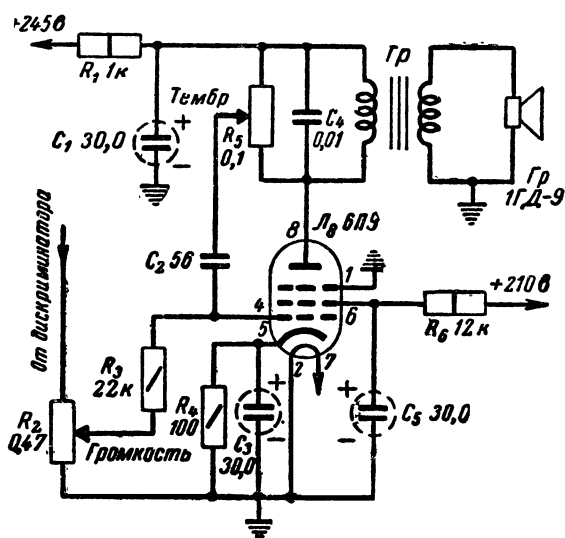 +245в
R₁ 1к
Гр
Тембр
C₁ 30,0
+
−
R₅
0,1
C₄
0,01
Гр
1ГД-9
От дискриминатора
8
Л₈ 6П9
C₂ 56
1
4
6
5
2
7
+210в
R₆ 12к
R₃
22к
R₂
0,47
Громкость
R₄
100
+
−
C₃
30,0
+
−
C₅ 30,0